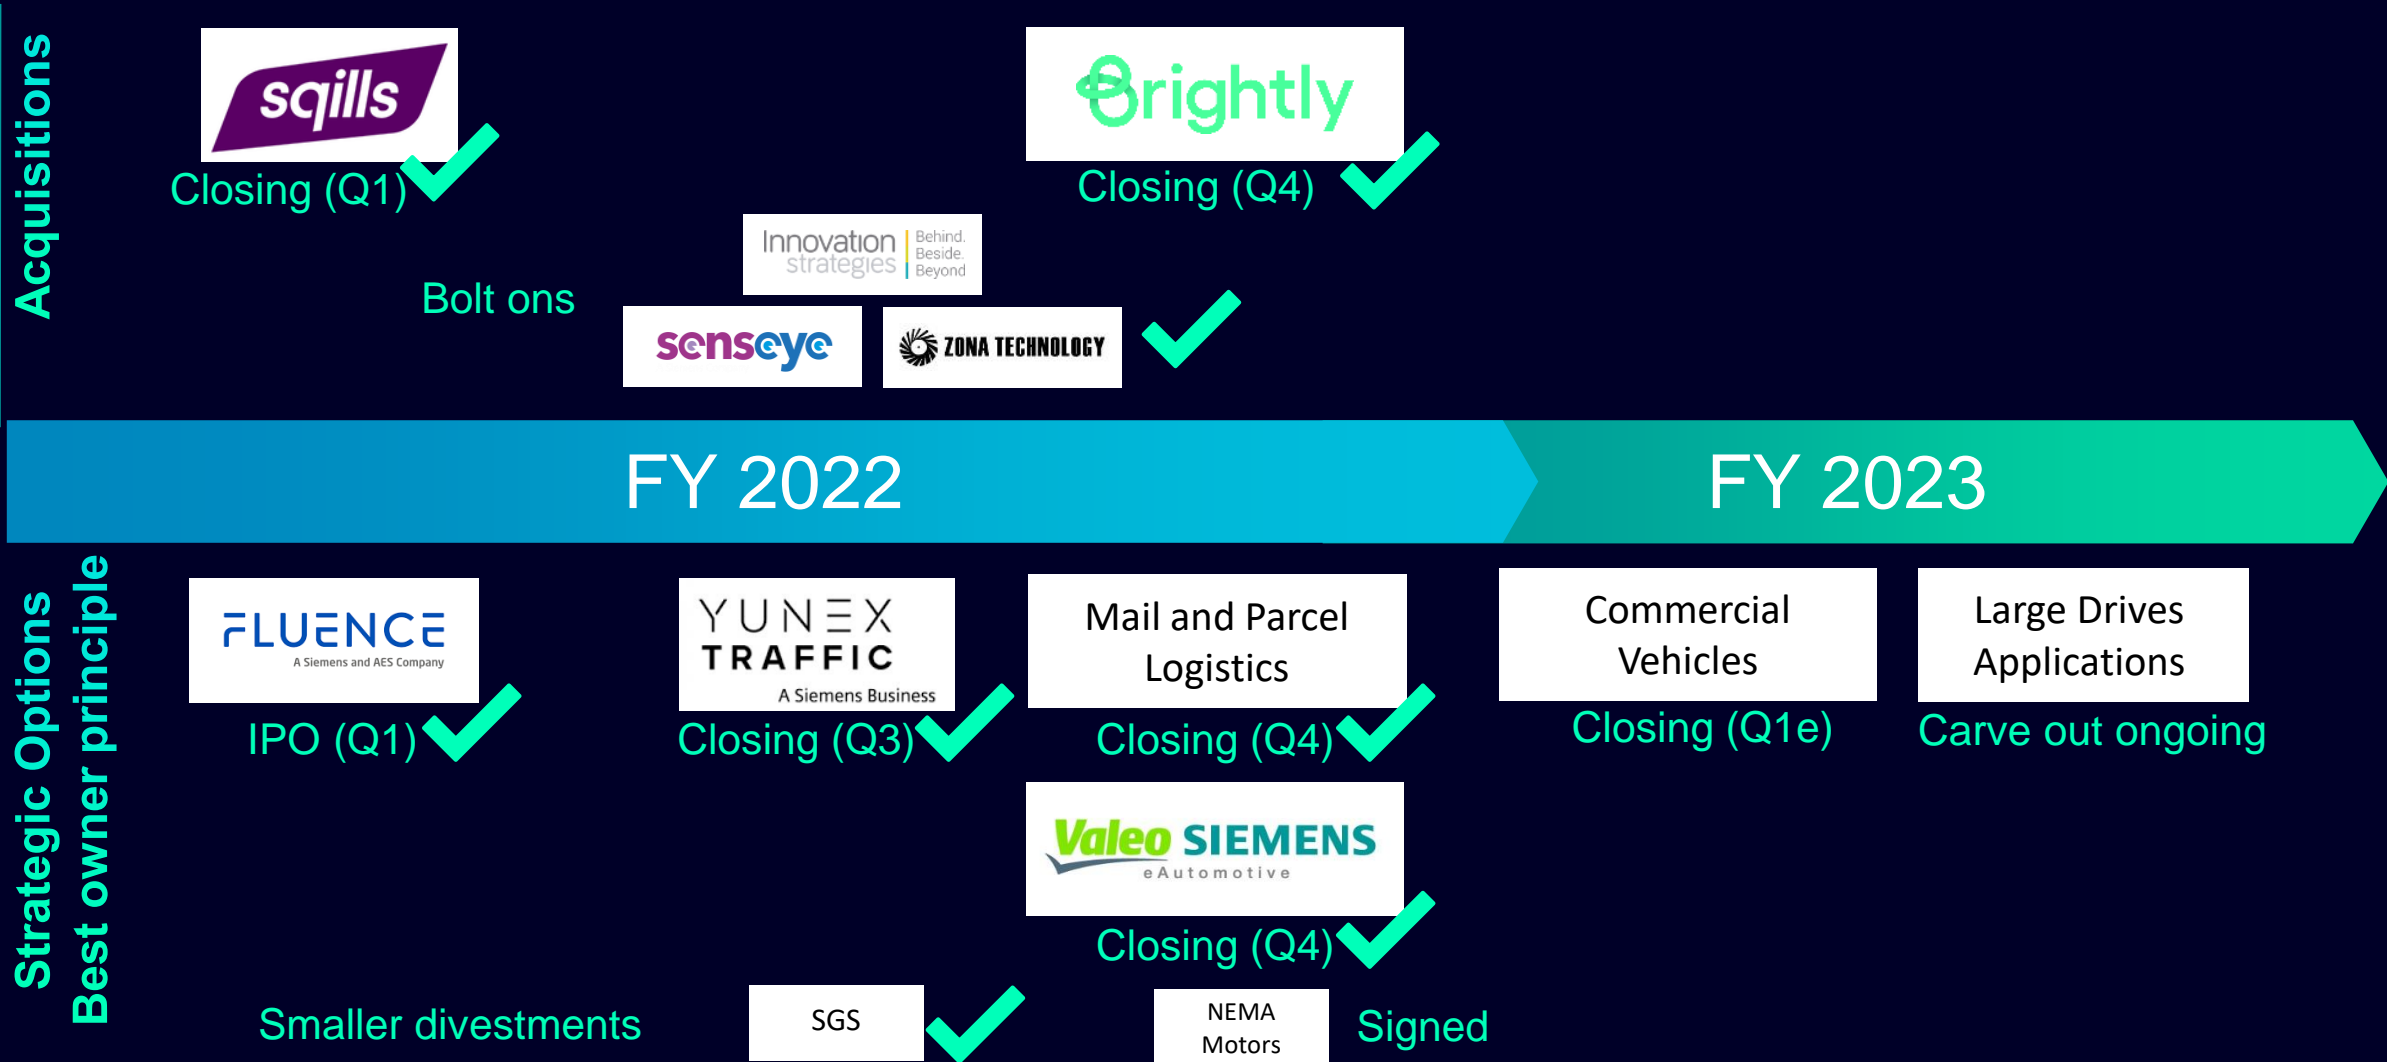 Acquisitions
sqills
Closing (Q1)
Brightly
Closing (Q4)
Bolt ons
Innovation
strategies
Behind.
Beside.
Beyond
senseye
ZONA TECHNOLOGY
FY 2022
FY 2023
Strategic Options
Best owner principle
FLUENCE
A Siemens and AES Company
IPO (Q1)
YUNEX
TRAFFIC
A Siemens Business
Closing (Q3)
Mail and Parcel
Logistics
Closing (Q4)
Commercial
Vehicles
Closing (Q1e)
Large Drives
Applications
Carve out ongoing
Valeo SIEMENS
eAutomotive
Closing (Q4)
Smaller divestments
SGS
NEMA
Motors
Signed